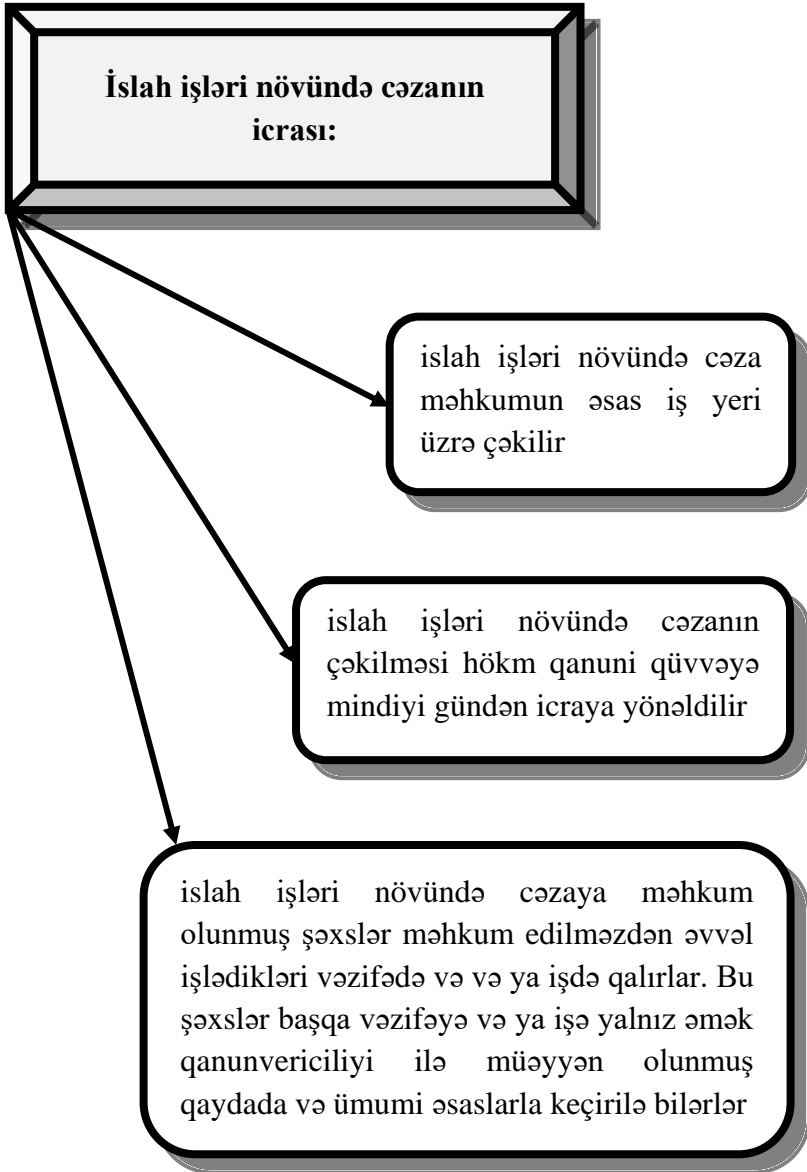 İslah işləri növündə cəzanın
icrası:
islah işləri növündə cəza
məhkumun əsas iş yeri
üzrə çəkilir
islah işləri növündə cəzanın
çəkilməsi hökm qanuni qüvvəyə
mindiyi gündən icraya yönəldilir
islah işləri növündə cəzaya məhkum
olunmuş şəxslər məhkum edilməzdən əvvəl
işlədikləri vəzifədə və və ya işdə qalırlar. Bu
şəxslər başqa vəzifəyə və ya işə yalnız əmək
qanunvericiliyi ilə müəyyən olunmuş
qaydada və ümumi əsaslarla keçirilə bilərlər